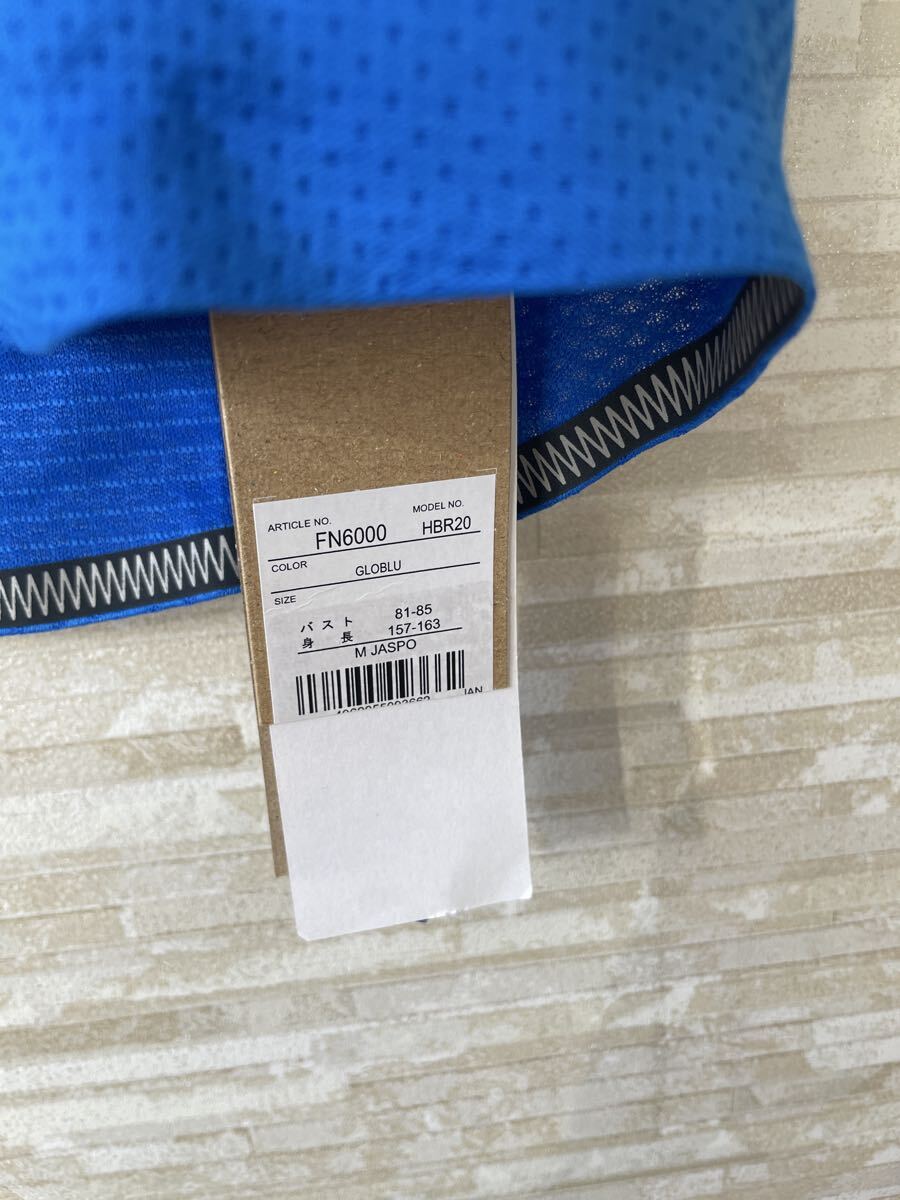 ARTICLE NO. MODEL NO.
FN6000 HBR20
COLOR
GLOBLU
SIZE
バスト 81-85
身長 157-163
M JASPO
JAN